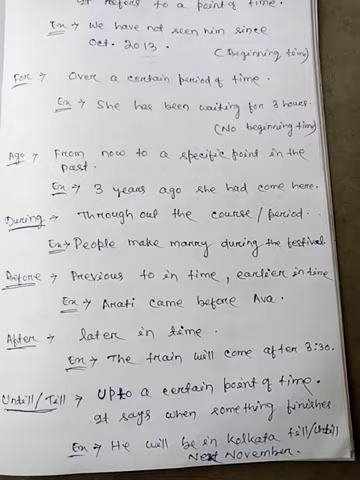 It refers to a point of time.
Ex → We have not seen him since
Oct. 2013.
(Beginning time)
For → Over a certain period of time.
Ex → She has been waiting for 3 hours.
(No beginning time)
Ago → From now to a specific point in the
past.
Ex → 3 years ago she had come here.
During → Through out the course/period.
Ex → People make marry during the festival.
Before → Previous to in time, earlier in time
Ex → Arati came before Ava.
After → later in time.
Ex → The train will come after 3:30.
Untill/Till → Upto a certain point of time.
It says when something finishes
Ex → He will be in Kolkata till/Until
Next November.